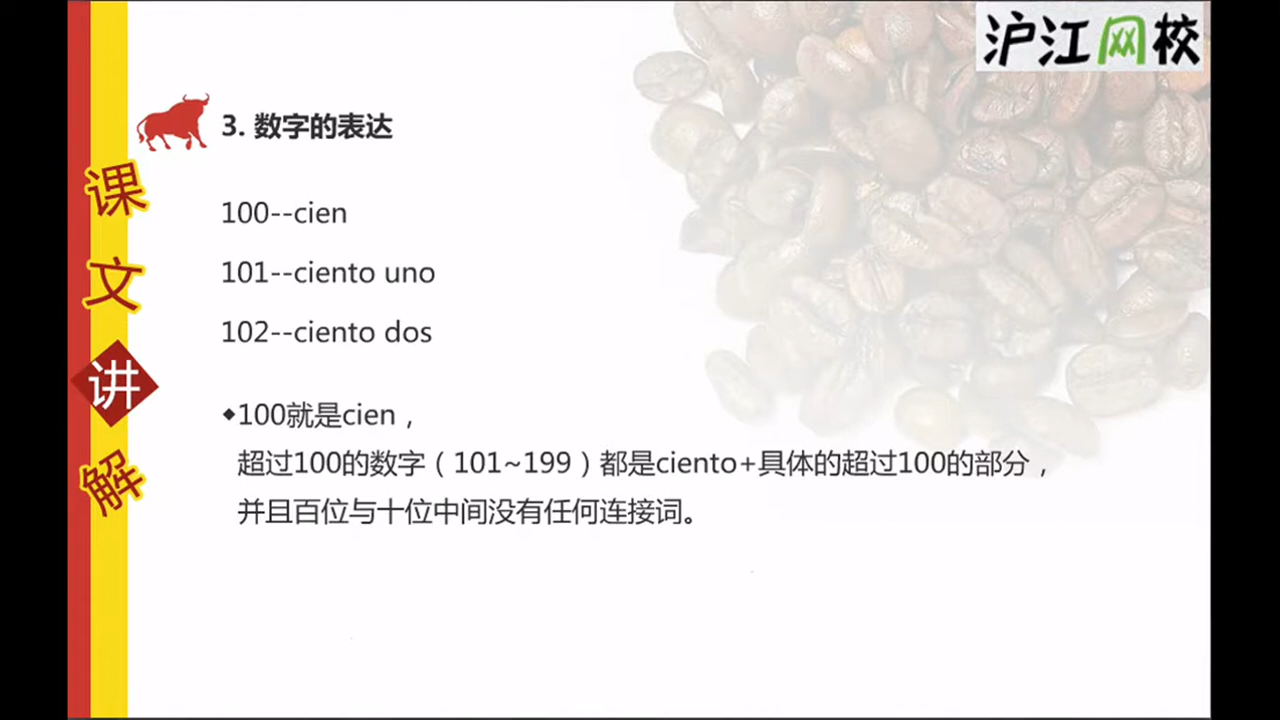 沪江网校
3. 数字的表达
课文讲解
100--cien
101--ciento uno
102--ciento dos
◆100就是cien，
超过100的数字（101~199）都是ciento+具体的超过100的部分，
并且百位与十位中间没有任何连接词。